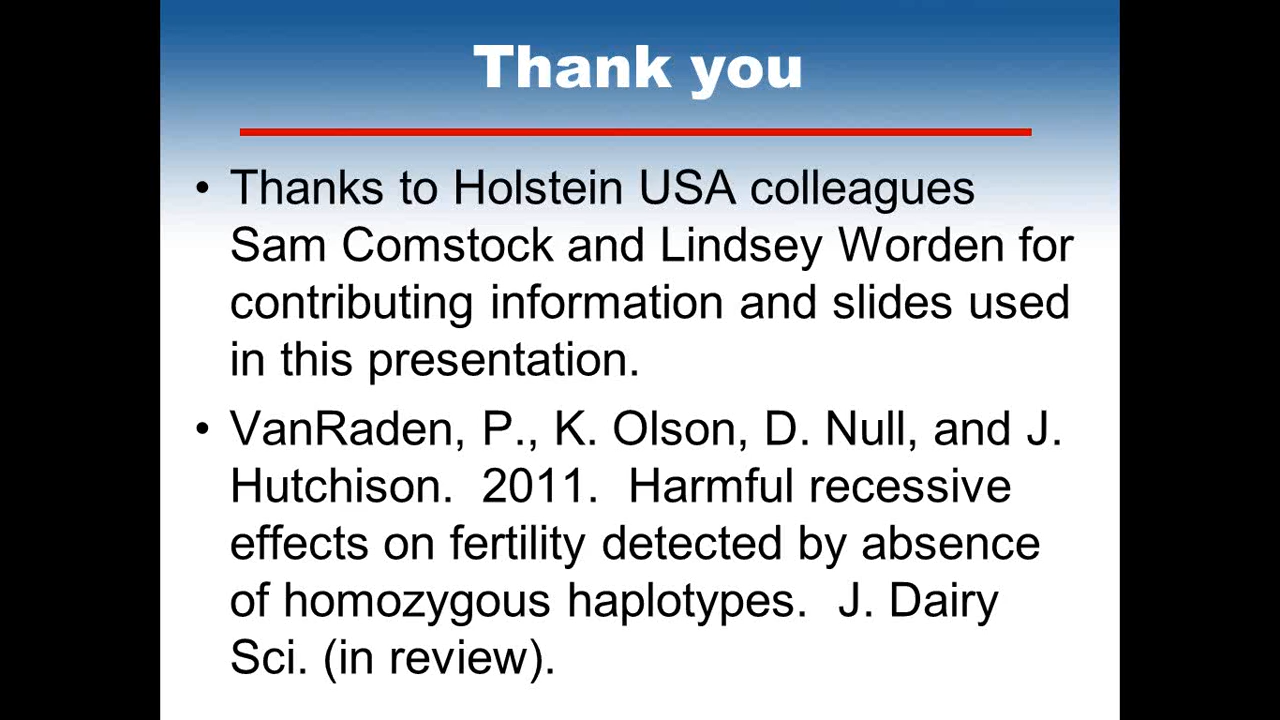 Thank you
• Thanks to Holstein USA colleagues
Sam Comstock and Lindsey Worden for
contributing information and slides used
in this presentation.
• VanRaden, P., K. Olson, D. Null, and J.
Hutchison.  2011.  Harmful recessive
effects on fertility detected by absence
of homozygous haplotypes.  J. Dairy
Sci. (in review).